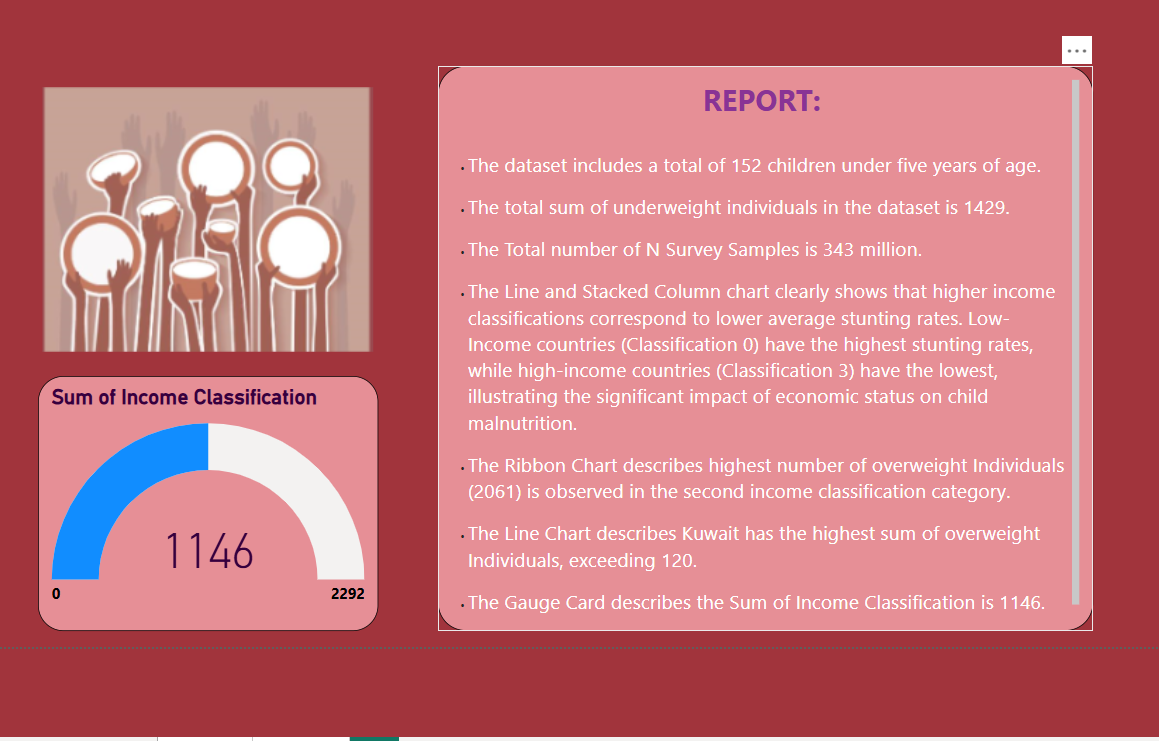 ...
REPORT:
. The dataset includes a total of 152 children under five years of age.
. The total sum of underweight individuals in the dataset is 1429.
. The Total number of N Survey Samples is 343 million.
. The Line and Stacked Column chart clearly shows that higher income
classifications correspond to lower average stunting rates. Low-
Income countries (Classification 0) have the highest stunting rates,
while high-income countries (Classification 3) have the lowest,
illustrating the significant impact of economic status on child
malnutrition.
. The Ribbon Chart describes highest number of overweight Individuals
(2061) is observed in the second income classification category.
. The Line Chart describes Kuwait has the highest sum of overweight
Individuals, exceeding 120.
. The Gauge Card describes the Sum of Income Classification is 1146.
Sum of Income Classification
1146
0 2292